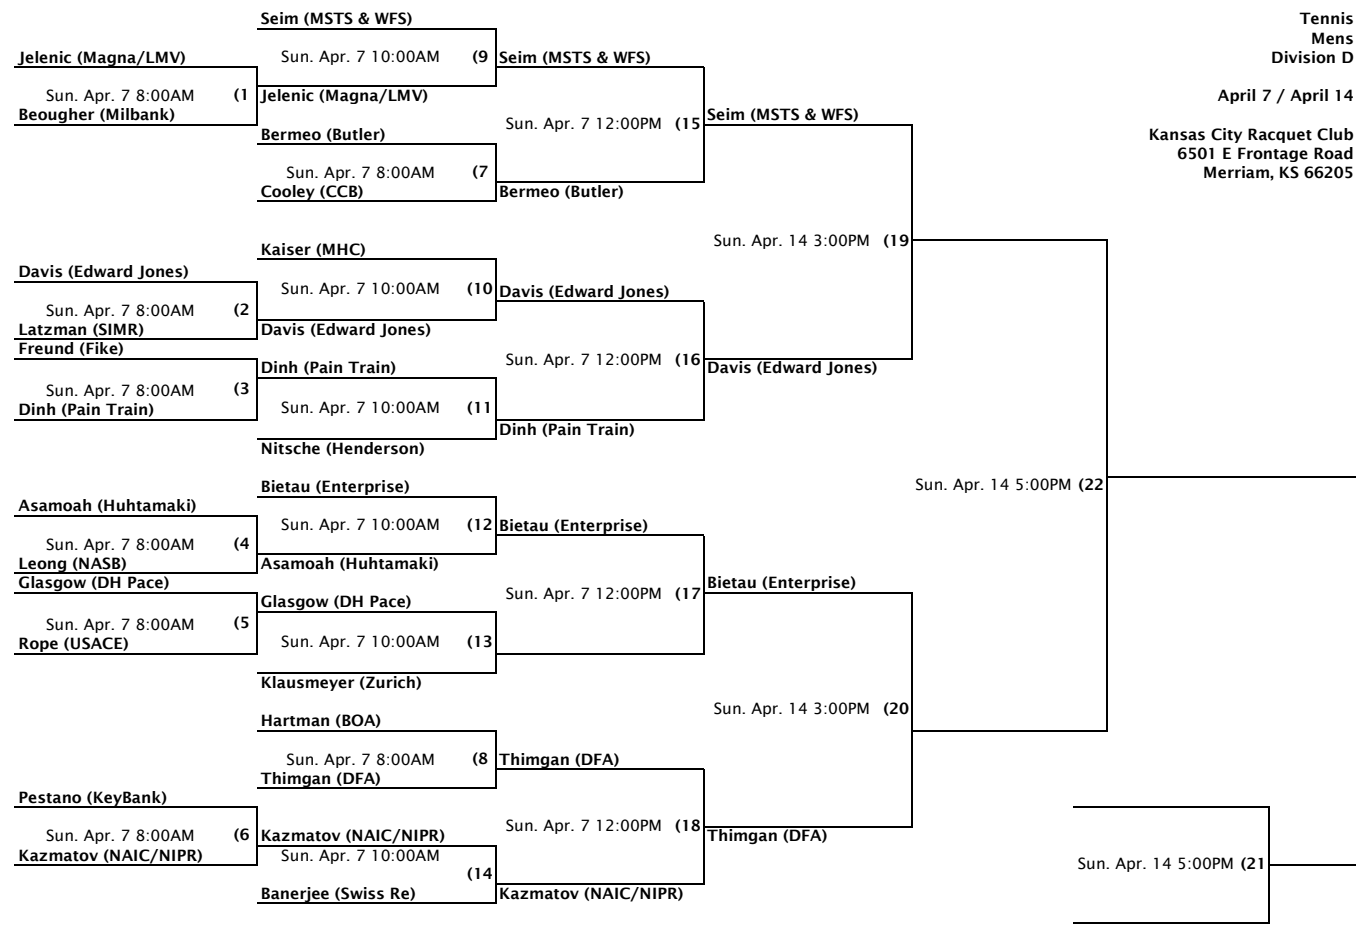 Seim (MSTS & WFS)
Tennis
Mens
Jelenic (Magna/LMV)
Sun. Apr. 7 10:00AM (9
Seim (MSTS & WFS)
Division D
Sun. Apr. 7 8:00AM (1
Jelenic (Magna/LMV)
April 7 / April 14
Beougher (Milbank)
Sun. Apr. 7 12:00PM (15
Seim (MSTS & WFS)
Bermeo (Butler)
Kansas City Racquet Club
6501 E Frontage Road
Sun. Apr. 7 8:00AM (7
Merriam, KS 66205
Cooley (CCB)
Bermeo (Butler)
Sun. Apr. 14 3:00PM (19
Kaiser (MHC)
Davis (Edward Jones)
Sun. Apr. 7 10:00AM (10
Davis (Edward Jones)
Sun. Apr. 7 8:00AM (2
Latzman (SIMR)
Davis (Edward Jones)
Freund (Fike)
Sun. Apr. 7 12:00PM (16
Davis (Edward Jones)
Dinh (Pain Train)
Sun. Apr. 7 8:00AM (3
Dinh (Pain Train)
Sun. Apr. 7 10:00AM (11
Dinh (Pain Train)
Nitsche (Henderson)
Bietau (Enterprise)
Sun. Apr. 14 5:00PM (22
Asamoah (Huhtamaki)
Sun. Apr. 7 10:00AM (12
Bietau (Enterprise)
Sun. Apr. 7 8:00AM (4
Leong (NASB)
Asamoah (Huhtamaki)
Glasgow (DH Pace)
Bietau (Enterprise)
Sun. Apr. 7 12:00PM (17
Glasgow (DH Pace)
Sun. Apr. 7 8:00AM (5
Rope (USACE)
Sun. Apr. 7 10:00AM (13
Klausmeyer (Zurich)
Sun. Apr. 14 3:00PM (20
Hartman (BOA)
Sun. Apr. 7 8:00AM (8
Thimgan (DFA)
Thimgan (DFA)
Pestano (KeyBank)
Sun. Apr. 7 12:00PM (18
Sun. Apr. 7 8:00AM (6
Kazmatov (NAIC/NIPR)
Thimgan (DFA)
Kazmatov (NAIC/NIPR)
Sun. Apr. 7 10:00AM
(14
Sun. Apr. 14 5:00PM (21
Banerjee (Swiss Re)
Kazmatov (NAIC/NIPR)